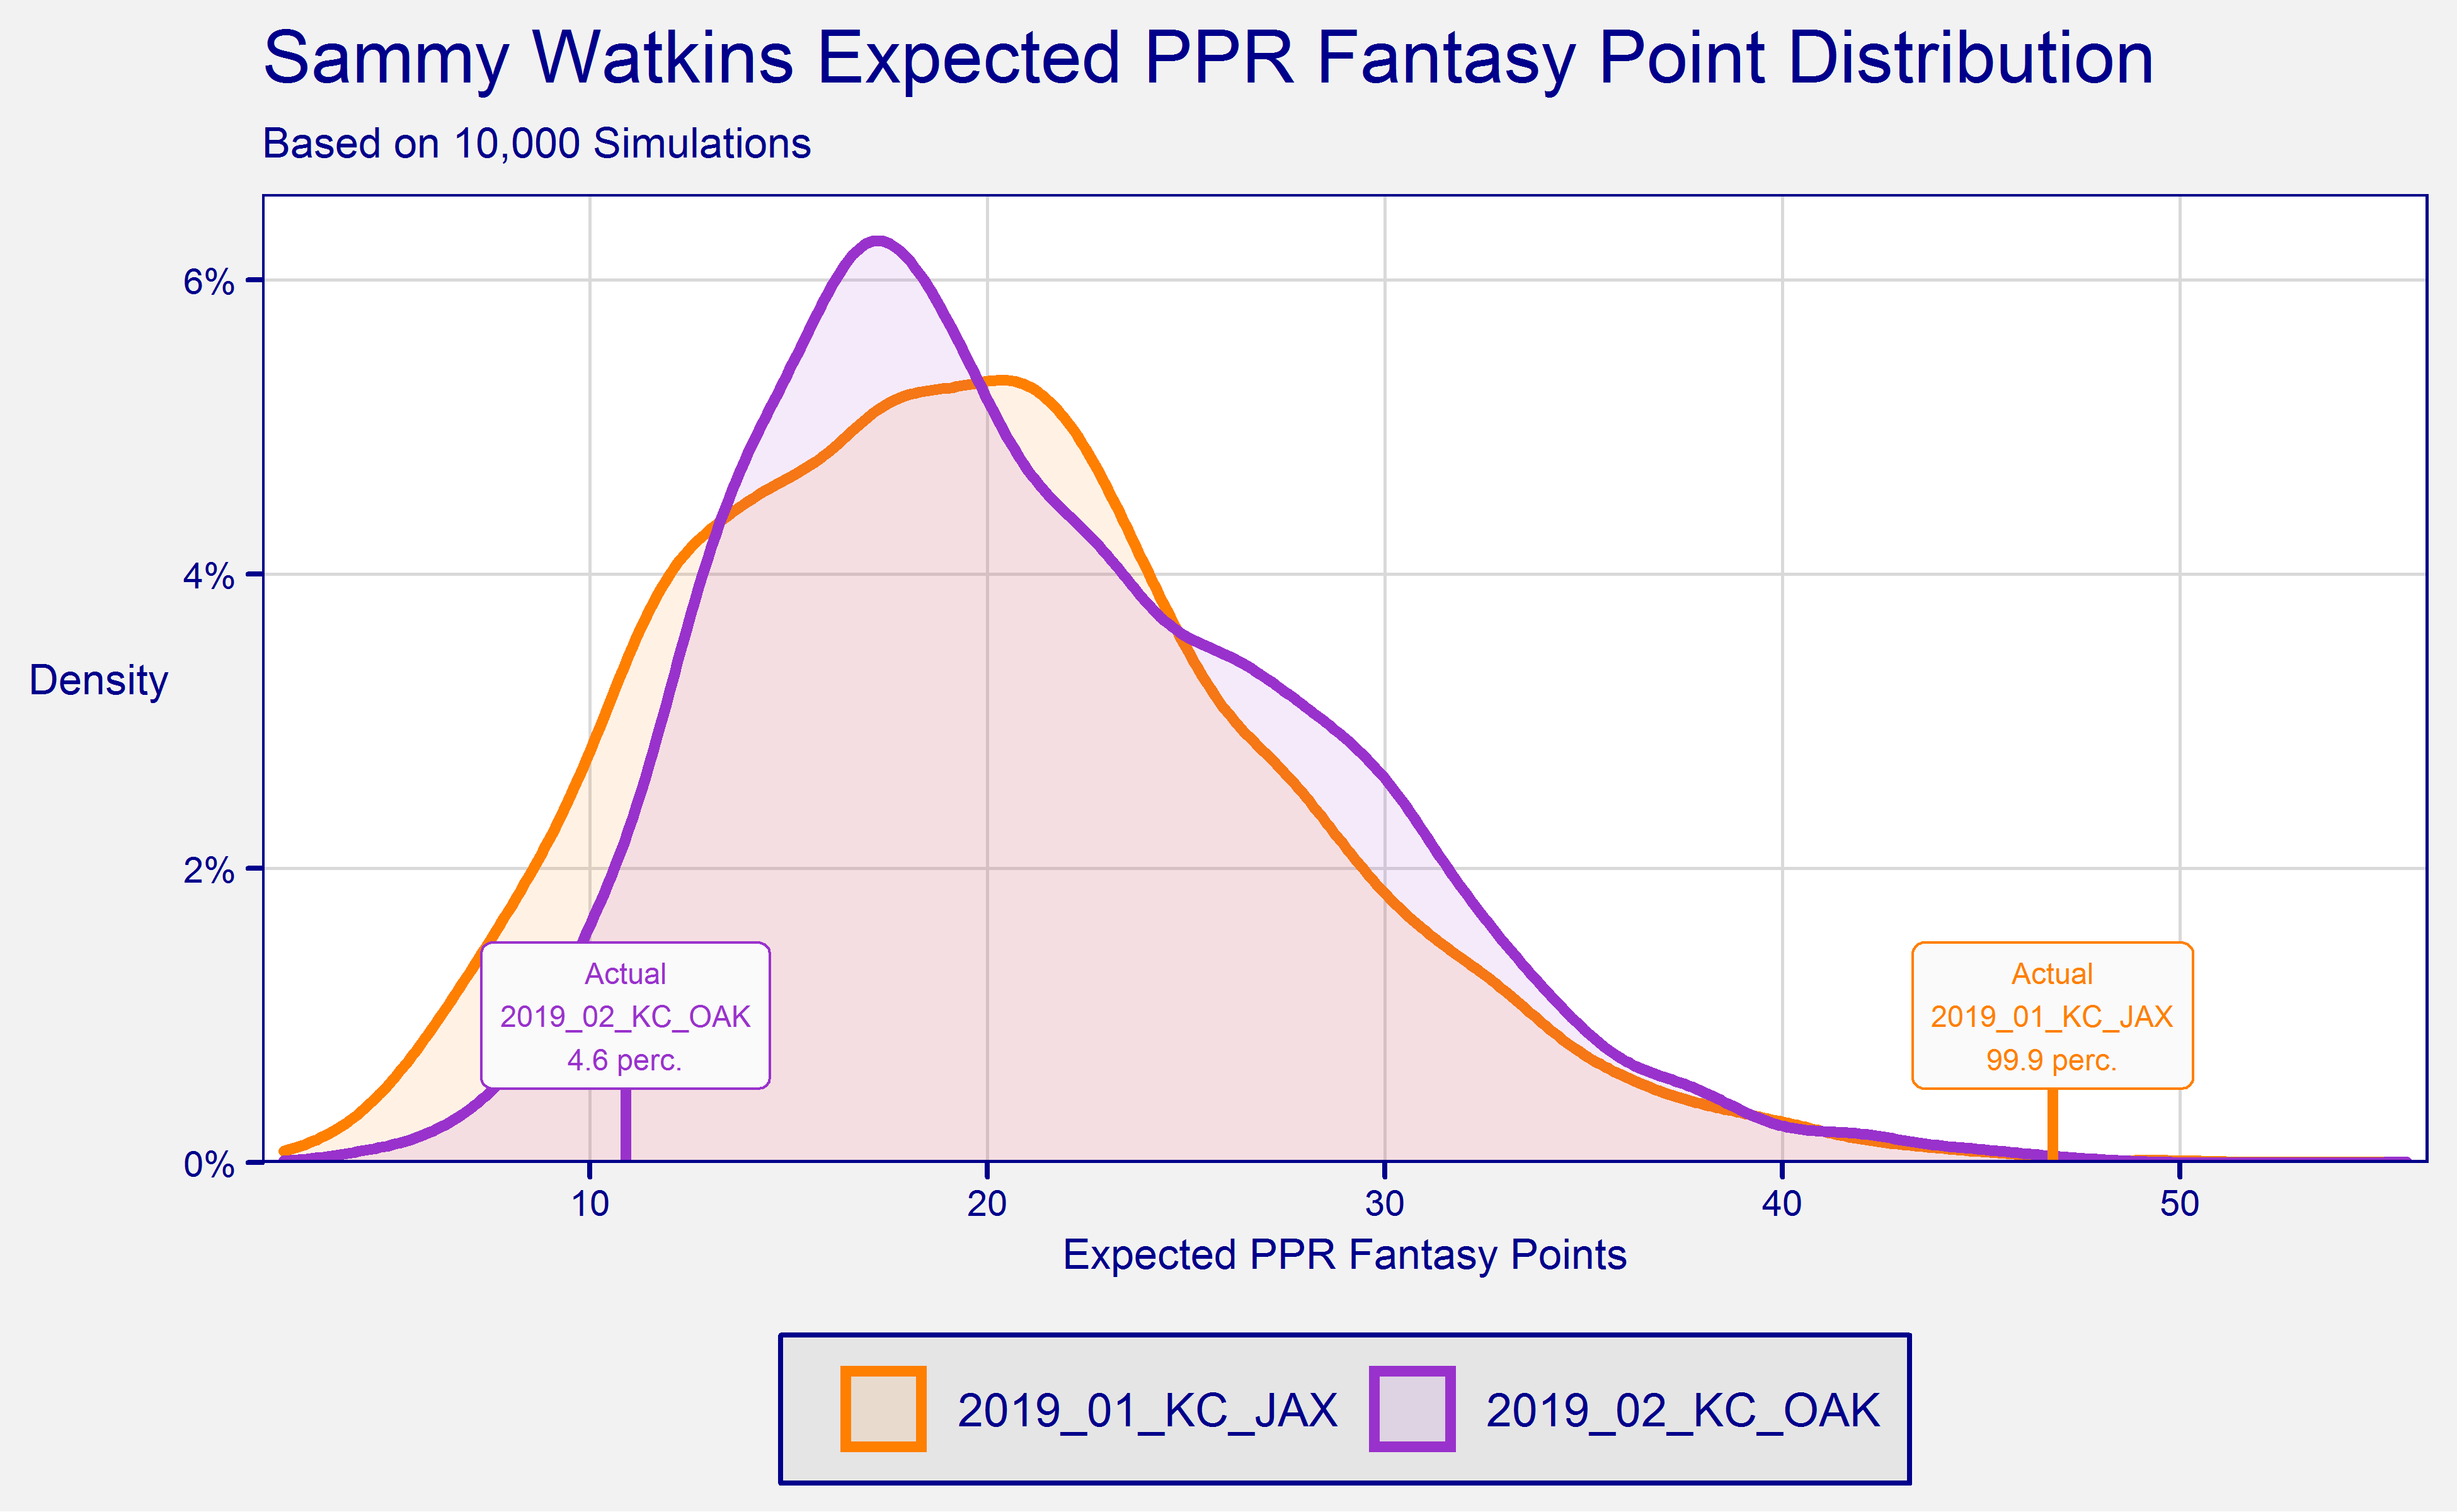 Sammy Watkins Expected PPR Fantasy Point Distribution
Based on 10,000 Simulations
6%
4%
2%
0%
Density
Actual
2019_02_KC_OAK
4.6 perc.
Actual
2019_01_KC_JAX
99.9 perc.
10
20
30
40
50
Expected PPR Fantasy Points
2019_01_KC_JAX
2019_02_KC_OAK